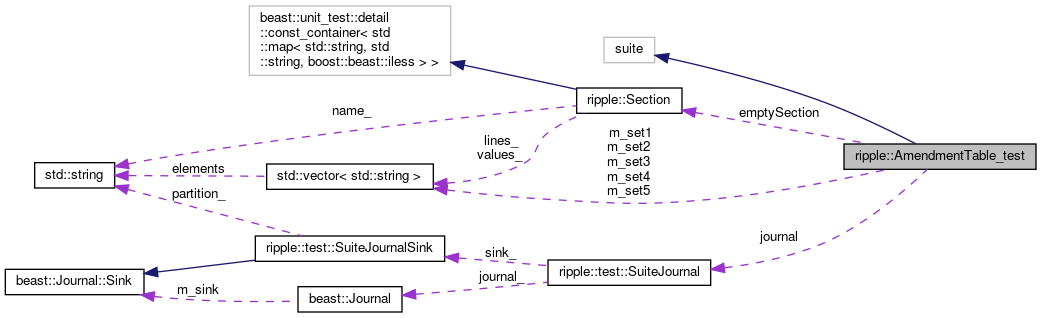 beast::unit_test::detail
::const_container< std
::map< std::string, std
::string, boost::beast::iless > >
suite
ripple::Section
emptySection
name_
lines_
values_
m_set1
m_set2
m_set3
m_set4
m_set5
ripple::AmendmentTable_test
std::string
elements
std::vector< std::string >
partition_
ripple::test::SuiteJournalSink
sink_
journal
ripple::test::SuiteJournal
beast::Journal::Sink
m_sink
beast::Journal
journal_